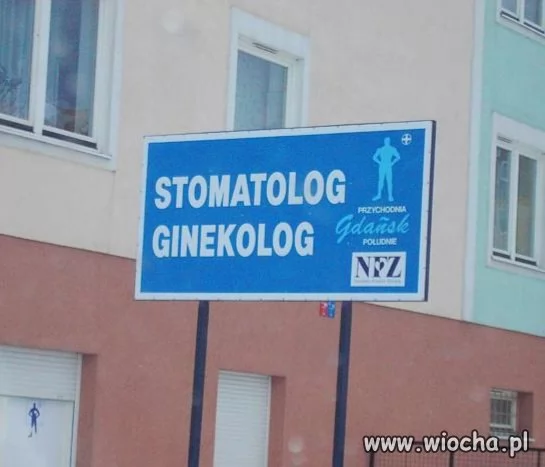 STOMATOLOG
GINEKOLOG
PRZYCHODNIA
Gdańsk
POŁUDNIE
NFZ
www.wiocha.pl